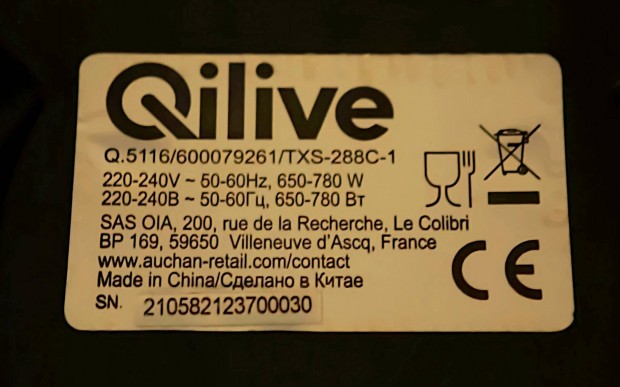 Qilive
Q.5116/600079261/TXS-288C-1
220-240V ~ 50-60Hz, 650-780 W
220-240В ~ 50-60Гц, 650-780 Вт
SAS OIA, 200, rue de la Recherche, Le Colibri
BP 169, 59650 Villeneuve d'Ascq, France
www.auchan-retail.com/contact
Made in China/Сделано в Китае
SN. 210582123700030
CE